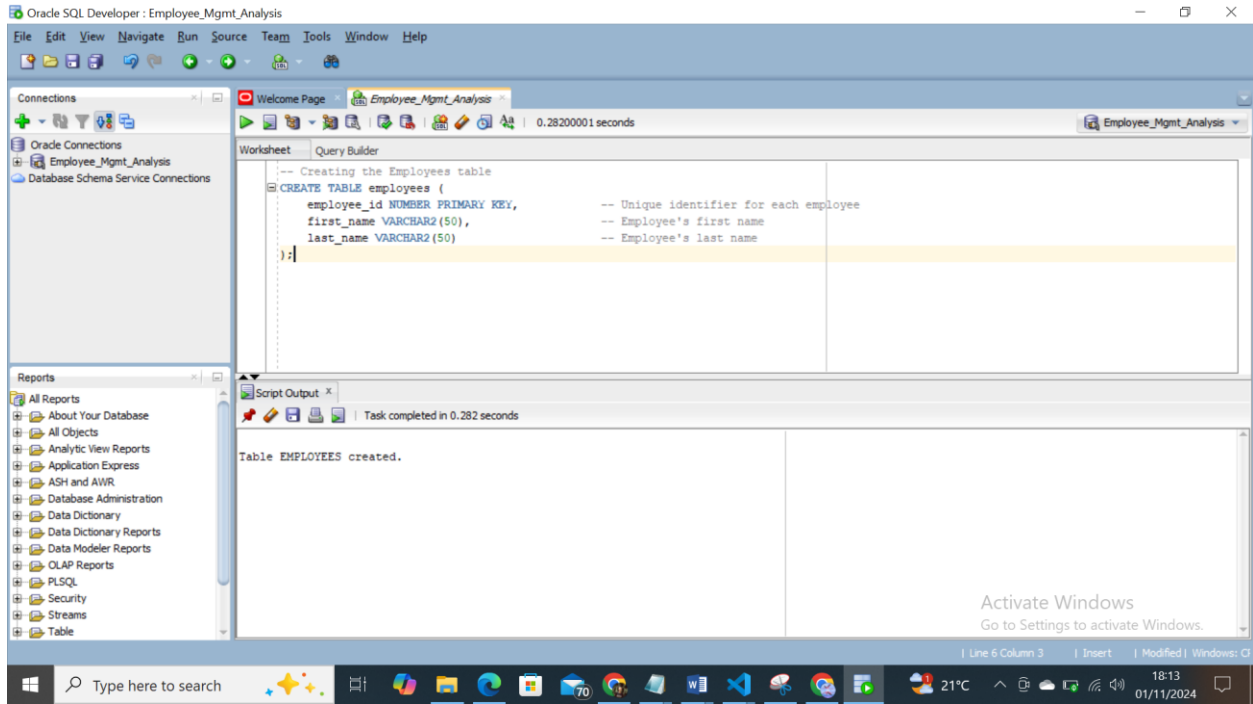 Oracle SQL Developer : Employee_Mgmt_Analysis
File Edit View Navigate Run Source Team Tools Window Help
Connections
Oracle Connections
Employee_Mgmt_Analysis
Database Schema Service Connections
Welcome Page
Employee_Mgmt_Analysis
0.28200001 seconds
Employee_Mgmt_Analysis
Worksheet Query Builder
-- Creating the Employees table
CREATE TABLE employees (
employee_id NUMBER PRIMARY KEY, -- Unique identifier for each employee
first_name VARCHAR2(50), -- Employee's first name
last_name VARCHAR2(50) -- Employee's last name
);
Reports
All Reports
About Your Database
All Objects
Analytic View Reports
Application Express
ASH and AWR
Database Administration
Data Dictionary
Data Dictionary Reports
Data Modeler Reports
OLAP Reports
PLSQL
Security
Streams
Table
Script Output x
Task completed in 0.282 seconds
Table EMPLOYEES created.
Activate Windows
Go to Settings to activate Windows.
| Line 6 Column 3 | Insert | Modified | Windows: C
Type here to search
70
21°C
18:13
01/11/2024